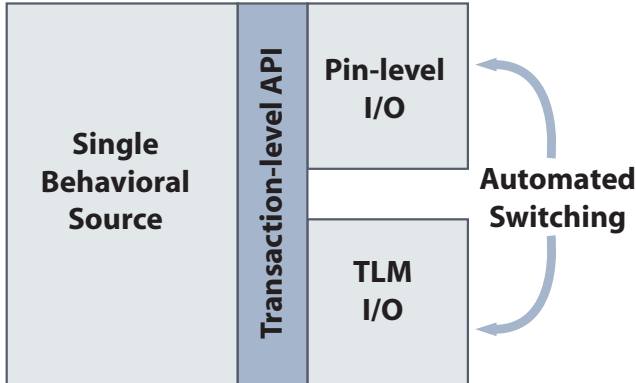 Single
Behavioral
Source
Transaction-level API
Pin-level
I/O
TLM
I/O
Automated
Switching